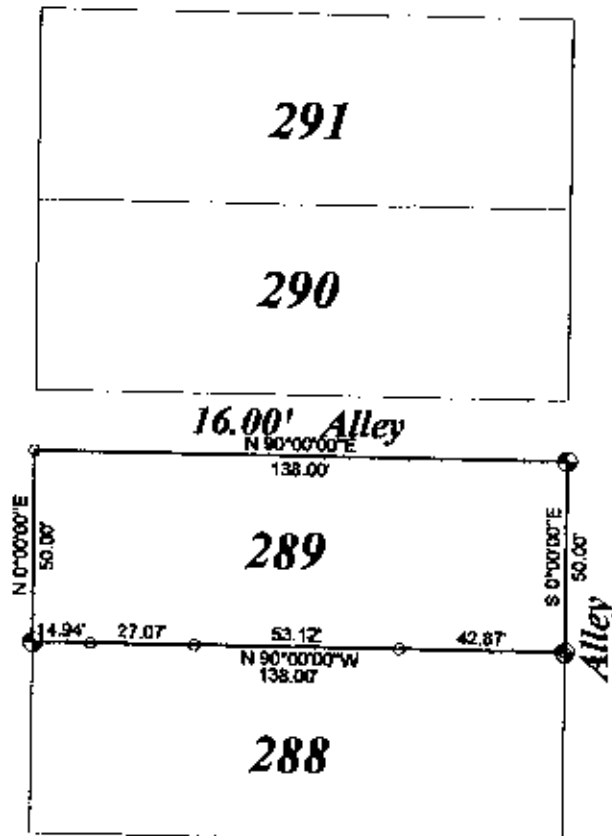 291
290
16.00' Alley
N 90°00'00"E
138.00'
N 0°00'00"E
50.00'
289
S 0°00'00"E
50.00'
14.94' 27.07' 53.12' 42.87'
N 90°00'00"W
138.00'
Alley
288